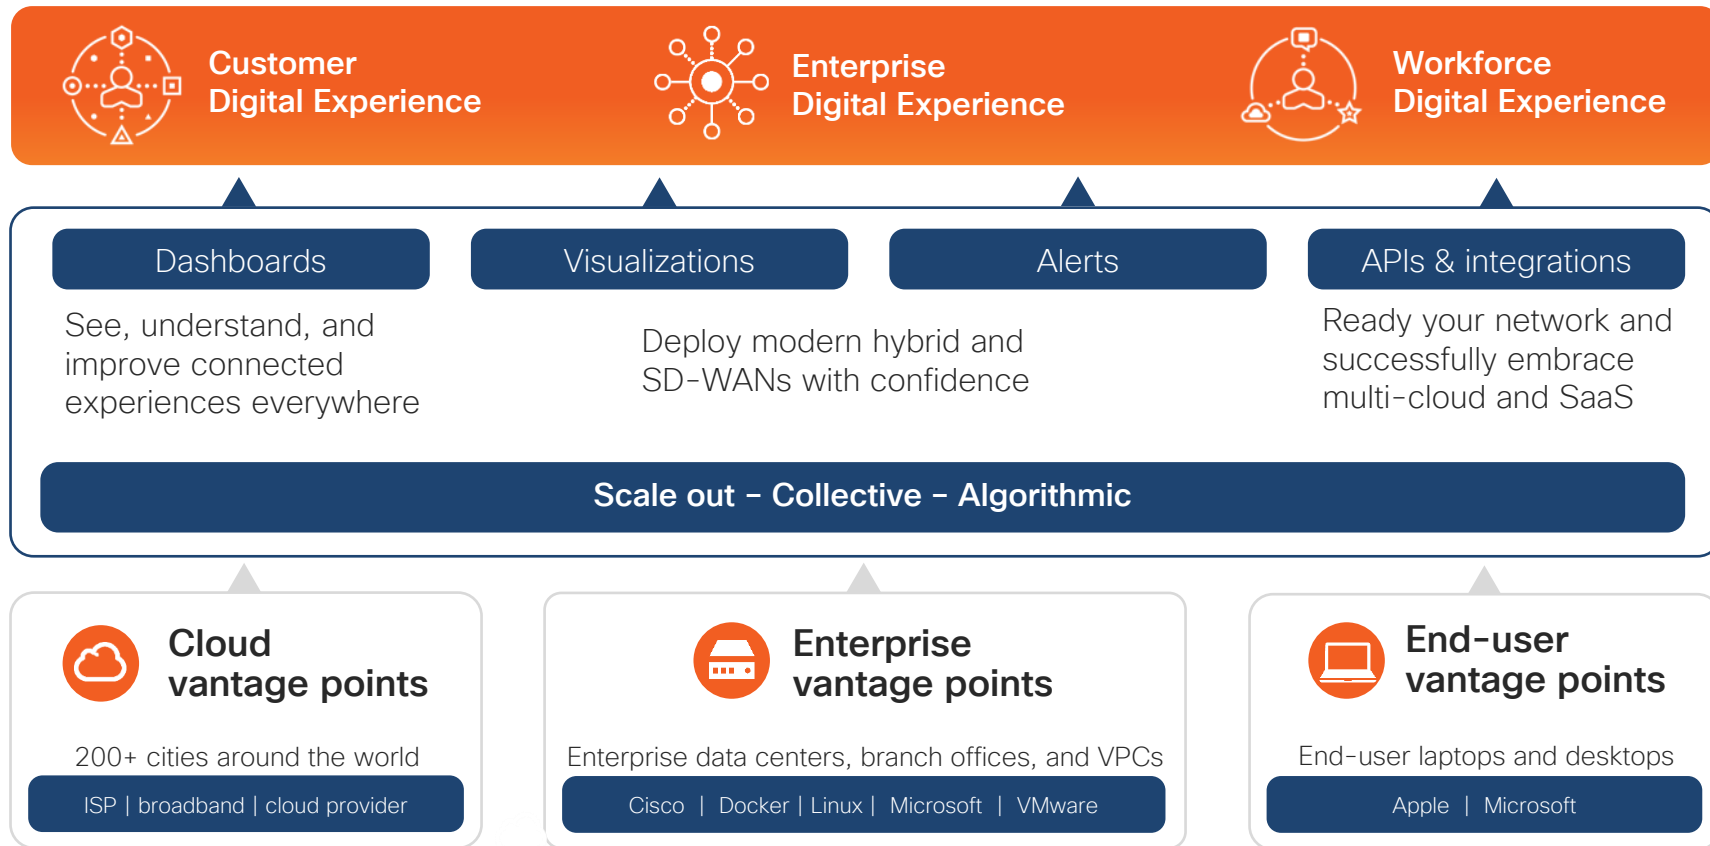 Customer
Digital Experience
Enterprise
Digital Experience
Workforce
Digital Experience
Dashboards
Visualizations
Alerts
APIs & integrations
See, understand, and
improve connected
experiences everywhere
Deploy modern hybrid and
SD-WANs with confidence
Ready your network and
successfully embrace
multi-cloud and SaaS
Scale out – Collective – Algorithmic
Cloud
vantage points
200+ cities around the world
ISP | broadband | cloud provider
Enterprise
vantage points
Enterprise data centers, branch offices, and VPCs
Cisco | Docker | Linux | Microsoft | VMware
End-user
vantage points
End-user laptops and desktops
Apple | Microsoft